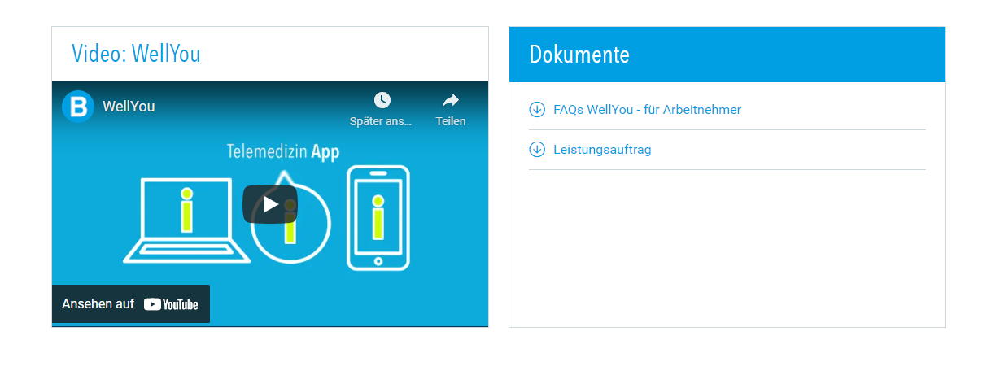 Video: WellYou
B WellYou
Später ans...
Teilen
Telemedizin App
i i i
Ansehen auf YouTube
Dokumente
FAQs WellYou - für Arbeitnehmer
Leistungsauftrag